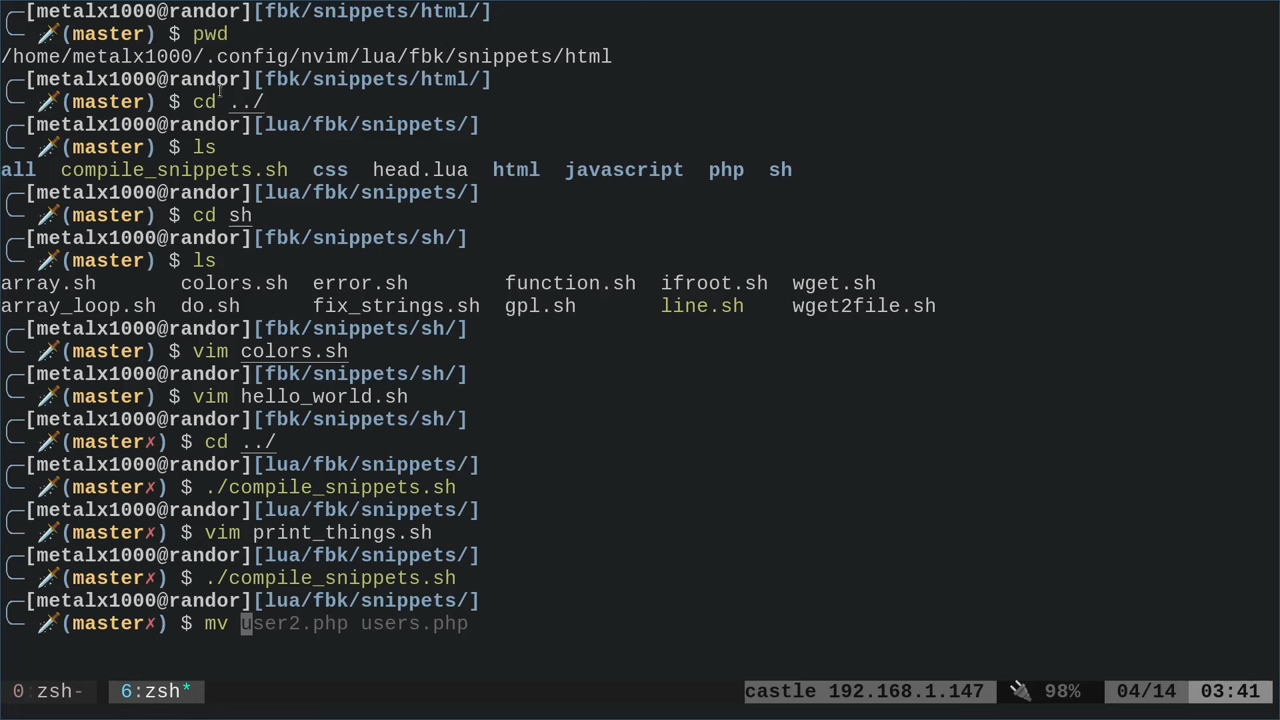 [metalx1000@randor][fbk/snippets/html/]
(master) $ pwd
/home/metalx1000/.config/nvim/lua/fbk/snippets/html
[metalx1000@randor][fbk/snippets/html/]
(master) $ cd ../
[metalx1000@randor][lua/fbk/snippets/]
(master) $ ls
all compile_snippets.sh css head.lua html javascript php sh
[metalx1000@randor][lua/fbk/snippets/]
(master) $ cd sh
[metalx1000@randor][fbk/snippets/sh/]
(master) $ ls
array.sh colors.sh error.sh function.sh ifroot.sh wget.sh
array_loop.sh do.sh fix_strings.sh gpl.sh line.sh wget2file.sh
[metalx1000@randor][fbk/snippets/sh/]
(master) $ vim colors.sh
[metalx1000@randor][fbk/snippets/sh/]
(master) $ vim hello_world.sh
[metalx1000@randor][fbk/snippets/sh/]
(master✗) $ cd ../
[metalx1000@randor][lua/fbk/snippets/]
(master✗) $ ./compile_snippets.sh
[metalx1000@randor][lua/fbk/snippets/]
(master✗) $ vim print_things.sh
[metalx1000@randor][lua/fbk/snippets/]
(master✗) $ ./compile_snippets.sh
[metalx1000@randor][lua/fbk/snippets/]
(master✗) $ mv user2.php users.php
0:zsh- 6:zsh* castle 192.168.1.147 98% 04/14 03:41